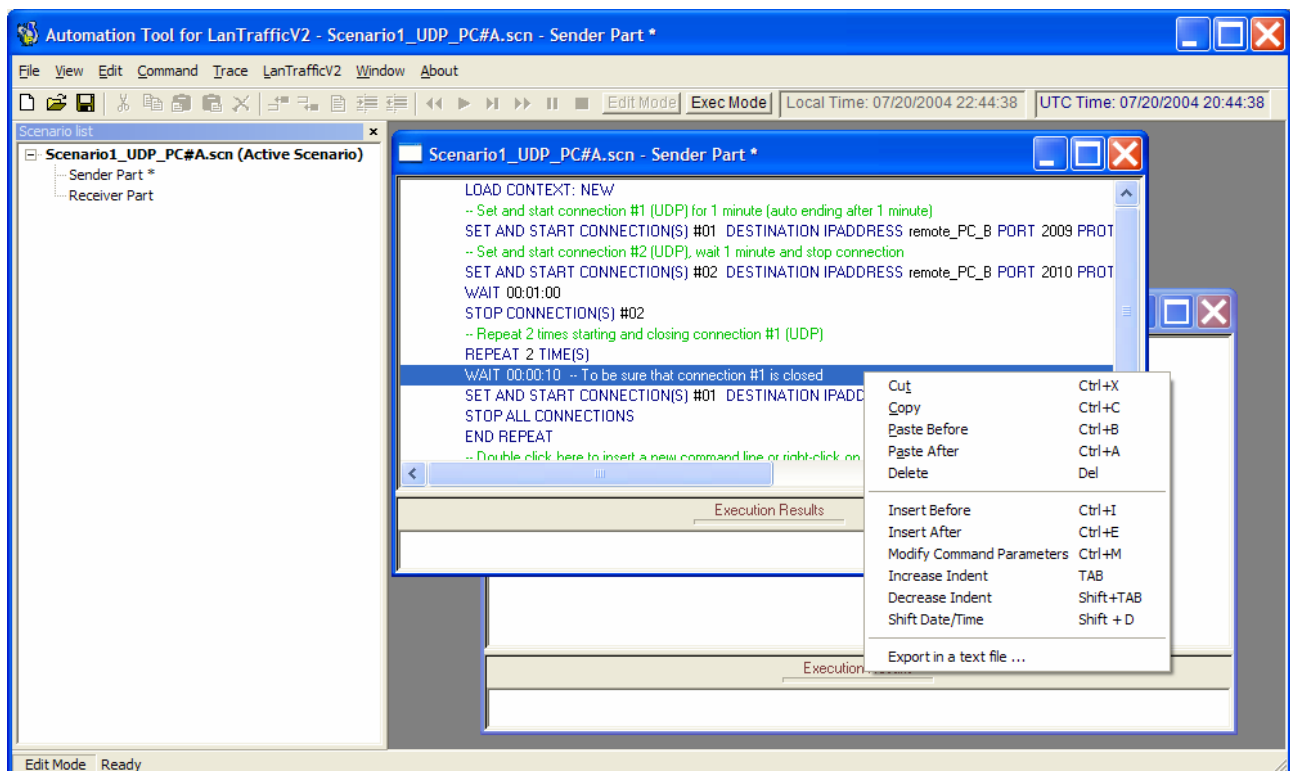 Automation Tool for LanTrafficV2 - Scenario1_UDP_PC#A.scn - Sender Part *
File View Edit Command Trace LanTrafficV2 Window About
Edit Mode Exec Mode Local Time: 07/20/2004 22:44:38 UTC Time: 07/20/2004 20:44:38
Scenario list
Scenario1_UDP_PC#A.scn (Active Scenario)
Sender Part *
Receiver Part
Scenario1_UDP_PC#A.scn - Sender Part *
LOAD CONTEXT: NEW
-- Set and start connection #1 (UDP) for 1 minute (auto ending after 1 minute)
SET AND START CONNECTION(S) #01 DESTINATION IPADDRESS remote_PC_B PORT 2009 PROT
-- Set and start connection #2 (UDP), wait 1 minute and stop connection
SET AND START CONNECTION(S) #02 DESTINATION IPADDRESS remote_PC_B PORT 2010 PROT
WAIT 00:01:00
STOP CONNECTION(S) #02
-- Repeat 2 times starting and closing connection #1 (UDP)
REPEAT 2 TIME(S)
WAIT 00:00:10 -- To be sure that connection #1 is closed
SET AND START CONNECTION(S) #01 DESTINATION IPADD
STOP ALL CONNECTIONS
END REPEAT
-- Double click here to insert a new command line or right-click on
Execution Results
Cut Ctrl+X
Copy Ctrl+C
Paste Before Ctrl+B
Paste After Ctrl+A
Delete Del
Insert Before Ctrl+I
Insert After Ctrl+E
Modify Command Parameters Ctrl+M
Increase Indent TAB
Decrease Indent Shift+TAB
Shift Date/Time Shift + D
Export in a text file ...
Execution
Edit Mode Ready